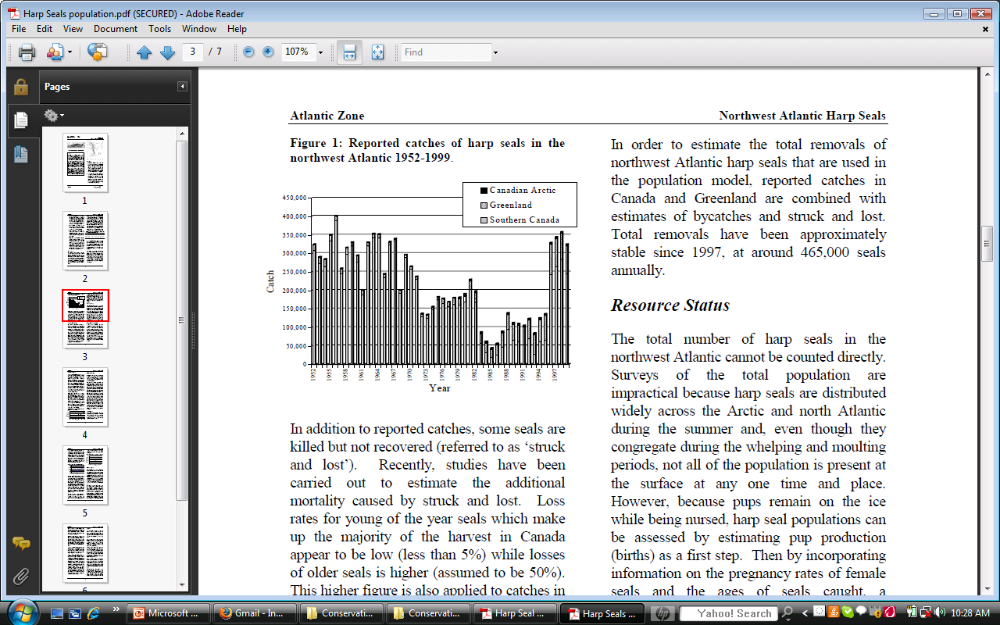 Harp Seals population.pdf (SECURED) - Adobe Reader
File Edit View Document Tools Window Help
3 / 7 107% Find
Pages
1
2
3
4
5
6
Atlantic Zone
Northwest Atlantic Harp Seals
Figure 1: Reported catches of harp seals in the
northwest Atlantic 1952-1999.
Canadian Arctic
Greenland
Southern Canada
450,000
400,000
350,000
300,000
250,000
200,000
150,000
100,000
50,000
0
Catch
1952 1955 1958 1961 1964 1967 1970 1973 1976 1979 1982 1985 1988 1991 1994 1997
Year
In addition to reported catches, some seals are
killed but not recovered (referred to as ‘struck
and lost’). Recently, studies have been
carried out to estimate the additional
mortality caused by struck and lost. Loss
rates for young of the year seals which make
up the majority of the harvest in Canada
appear to be low (less than 5%) while losses
of older seals is higher (assumed to be 50%).
This higher figure is also applied to catches in
In order to estimate the total removals of
northwest Atlantic harp seals that are used in
the population model, reported catches in
Canada and Greenland are combined with
estimates of bycatches and struck and lost.
Total removals have been approximately
stable since 1997, at around 465,000 seals
annually.
Resource Status
The total number of harp seals in the
northwest Atlantic cannot be counted directly.
Surveys of the total population are
impractical because harp seals are distributed
widely across the Arctic and north Atlantic
during the summer and, even though they
congregate during the whelping and moulting
periods, not all of the population is present at
the surface at any one time and place.
However, because pups remain on the ice
while being nursed, harp seal populations can
be assessed by estimating pup production
(births) as a first step. Then by incorporating
information on the pregnancy rates of female
seals and the ages of seals caught, a
Microsoft ... Gmail - In... Conservati... Conservati... Harp Seal ... Harp Seals ... hp Yahoo! Search 10:28 AM